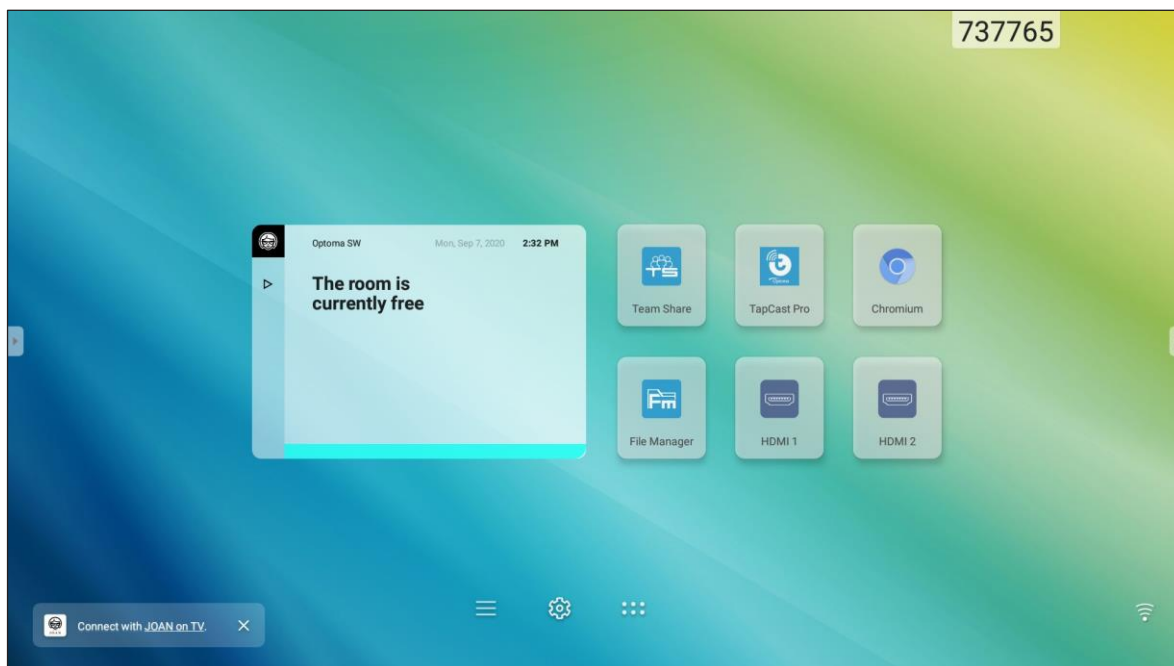 737765
Optoma SW Mon, Sep 7, 2020 2:32 PM
The room is
currently free
Team Share TapCast Pro Chromium
Fm
File Manager HDMI 1 HDMI 2
Connect with JOAN on TV.